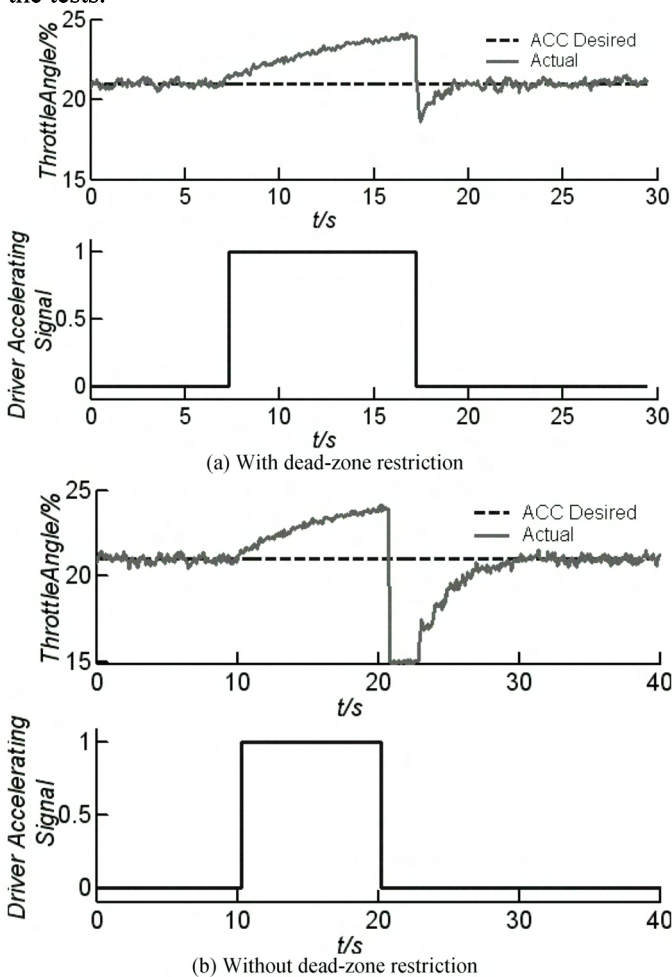 the tests.
25
20
15
ThrottleAngle/%
ACC Desired
Actual
0 5 10 15 20 25 30
t/s
1
0.5
0
Driver Accelerating
Signal
0 5 10 15 20 25 30
t/s
(a) With dead-zone restriction
25
20
15
ThrottleAngle/%
ACC Desired
Actual
0 10 20 30 40
t/s
1
0.5
0
Driver Accelerating
Signal
0 10 20 30 40
t/s
(b) Without dead-zone restriction